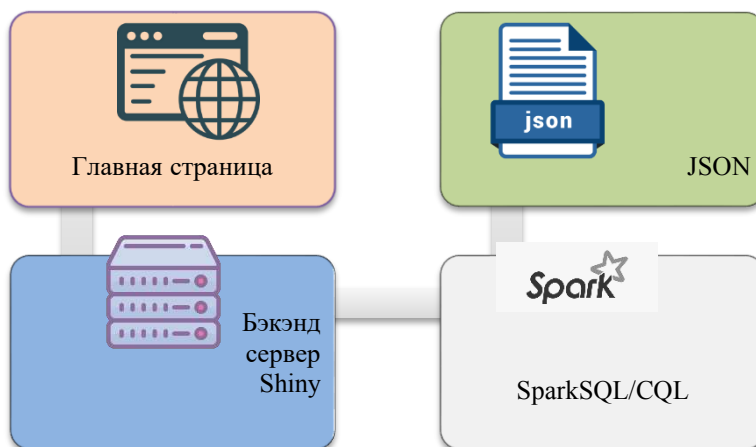 Главная страница
json
JSON
Бэкэнд
сервер
Shiny
Spark
SparkSQL/CQL